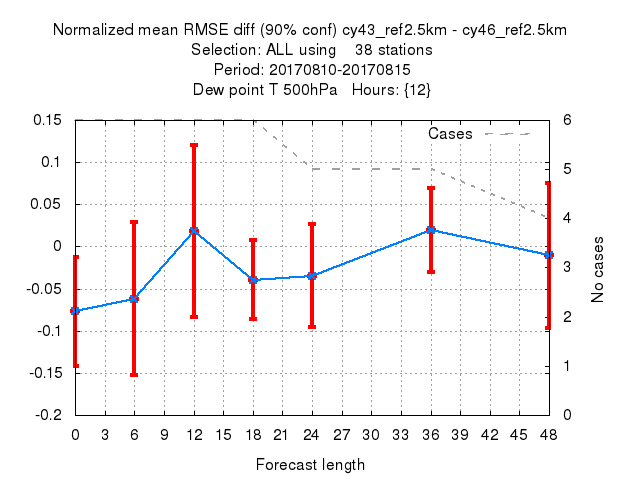 Normalized mean RMSE diff (90% conf) cy43_ref2.5km - cy46_ref2.5km
Selection: ALL using    38 stations
Period: 20170810-20170815
Dew point T 500hPa   Hours: {12}
Cases
0.15
0.1
0.05
0
-0.05
-0.1
-0.15
-0.2
6
5
4
3
2
1
0
No cases
0 3 6 9 12 15 18 21 24 27 30 33 36 39 42 45 48
Forecast length